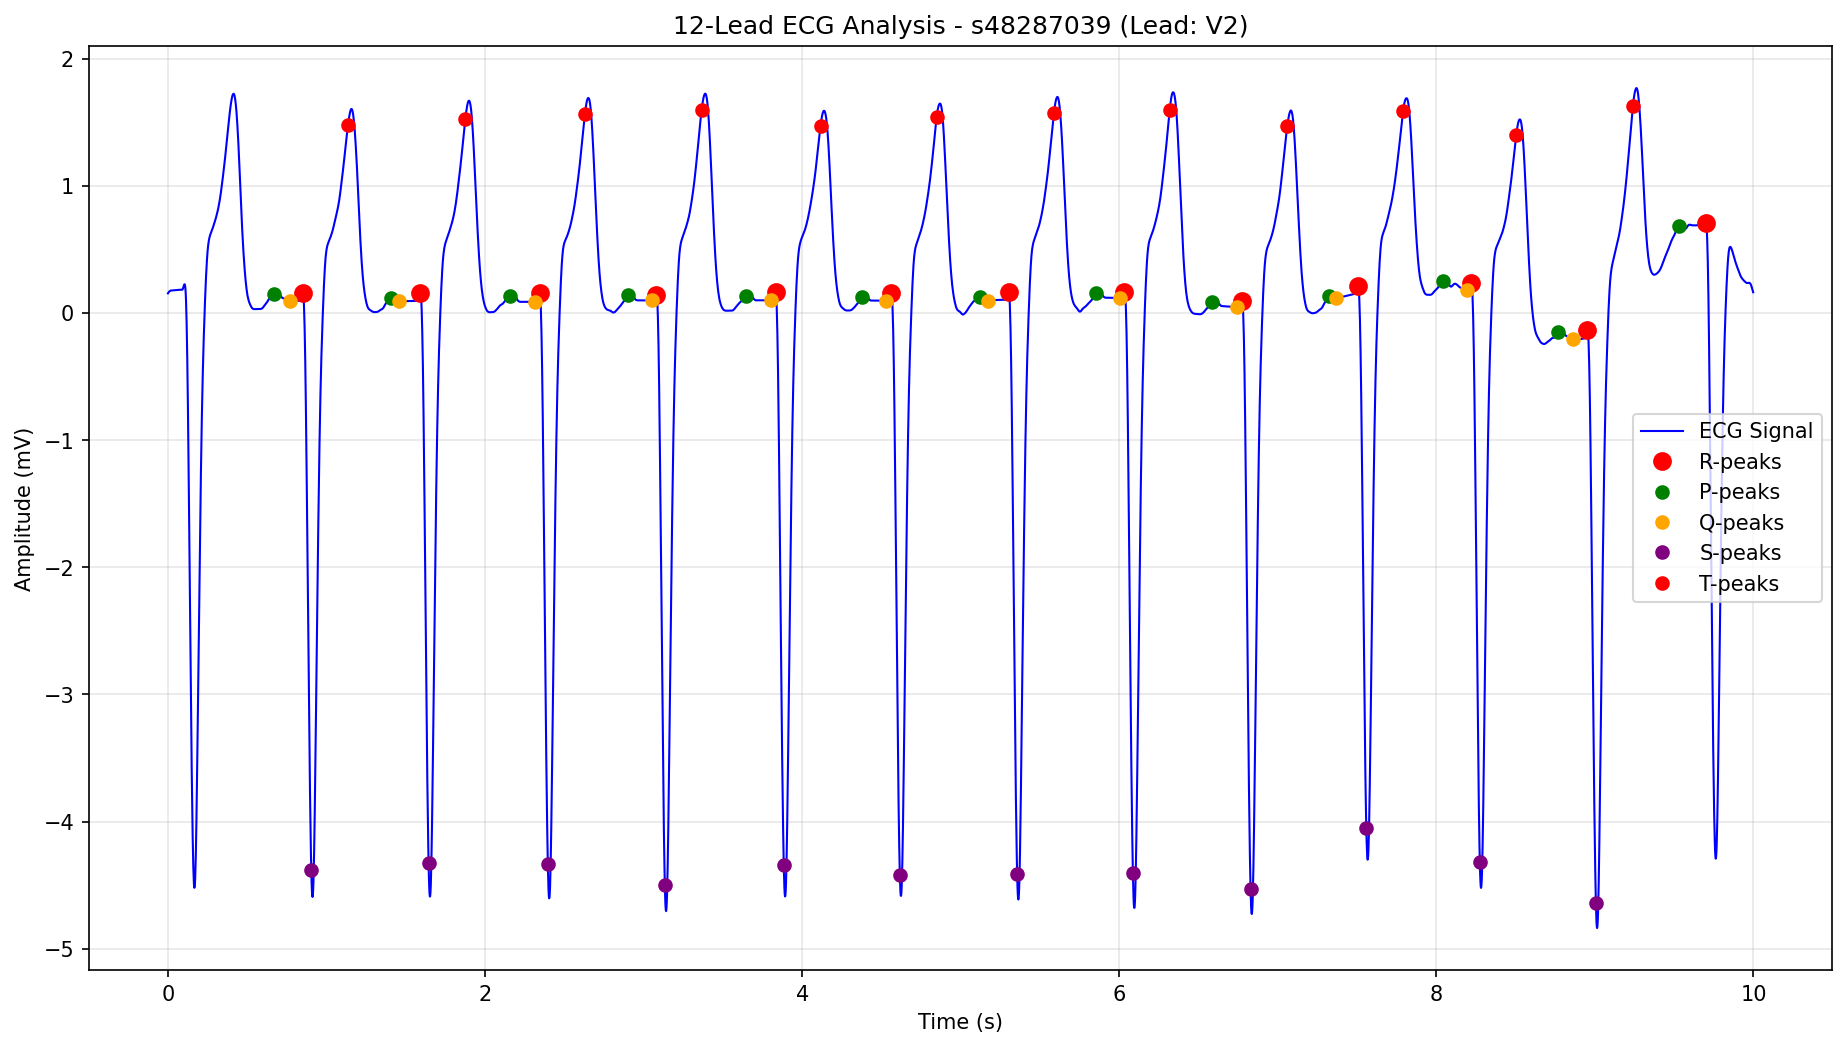 12-Lead ECG Analysis - s48287039 (Lead: V2)
2
1
0
−1
−2
−3
−4
−5
Amplitude (mV)
ECG Signal
R-peaks
P-peaks
Q-peaks
S-peaks
T-peaks
0 2 4 6 8 10
Time (s)